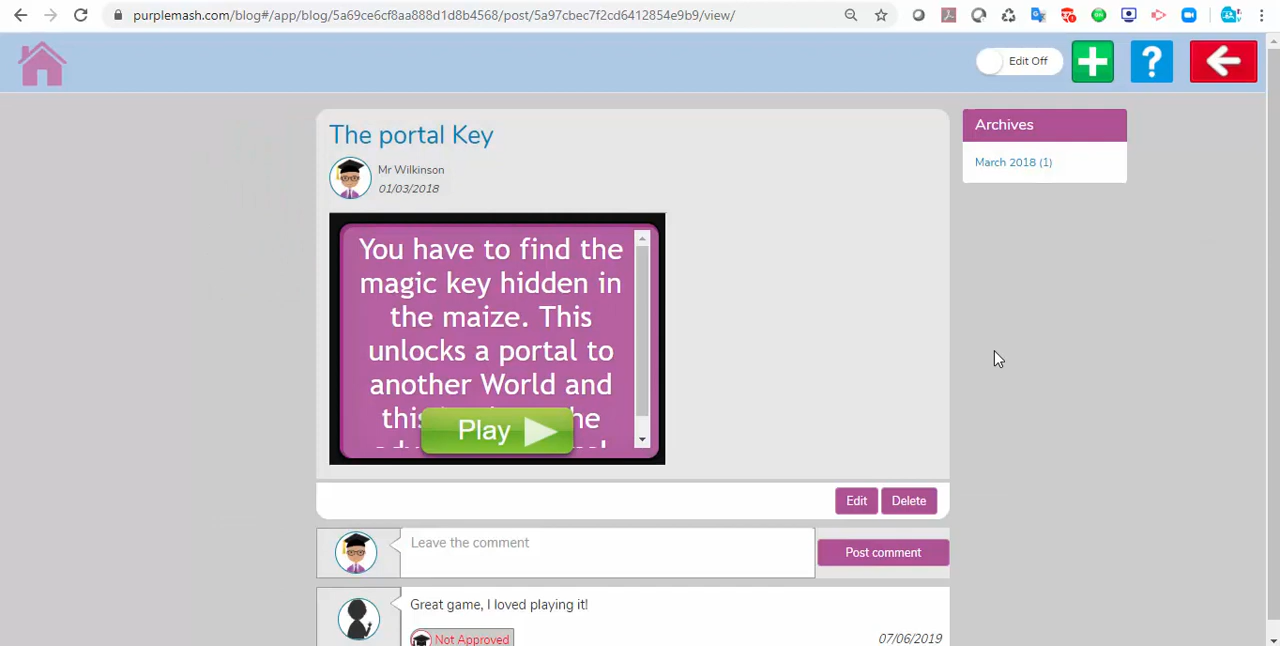 purplemash.com/blog#/app/blog/5a69ce6cf8aa888d1d8b4568/post/5a97cbec7f2cd6412854e9b9/view/
Edit Off
The portal Key
Mr Wilkinson
01/03/2018
Archives
March 2018 (1)
You have to find the
magic key hidden in
the maize. This
unlocks a portal to
another World and
Play
Edit
Delete
Leave the comment
Post comment
Great game, I loved playing it!
Not Approved
07/06/2019